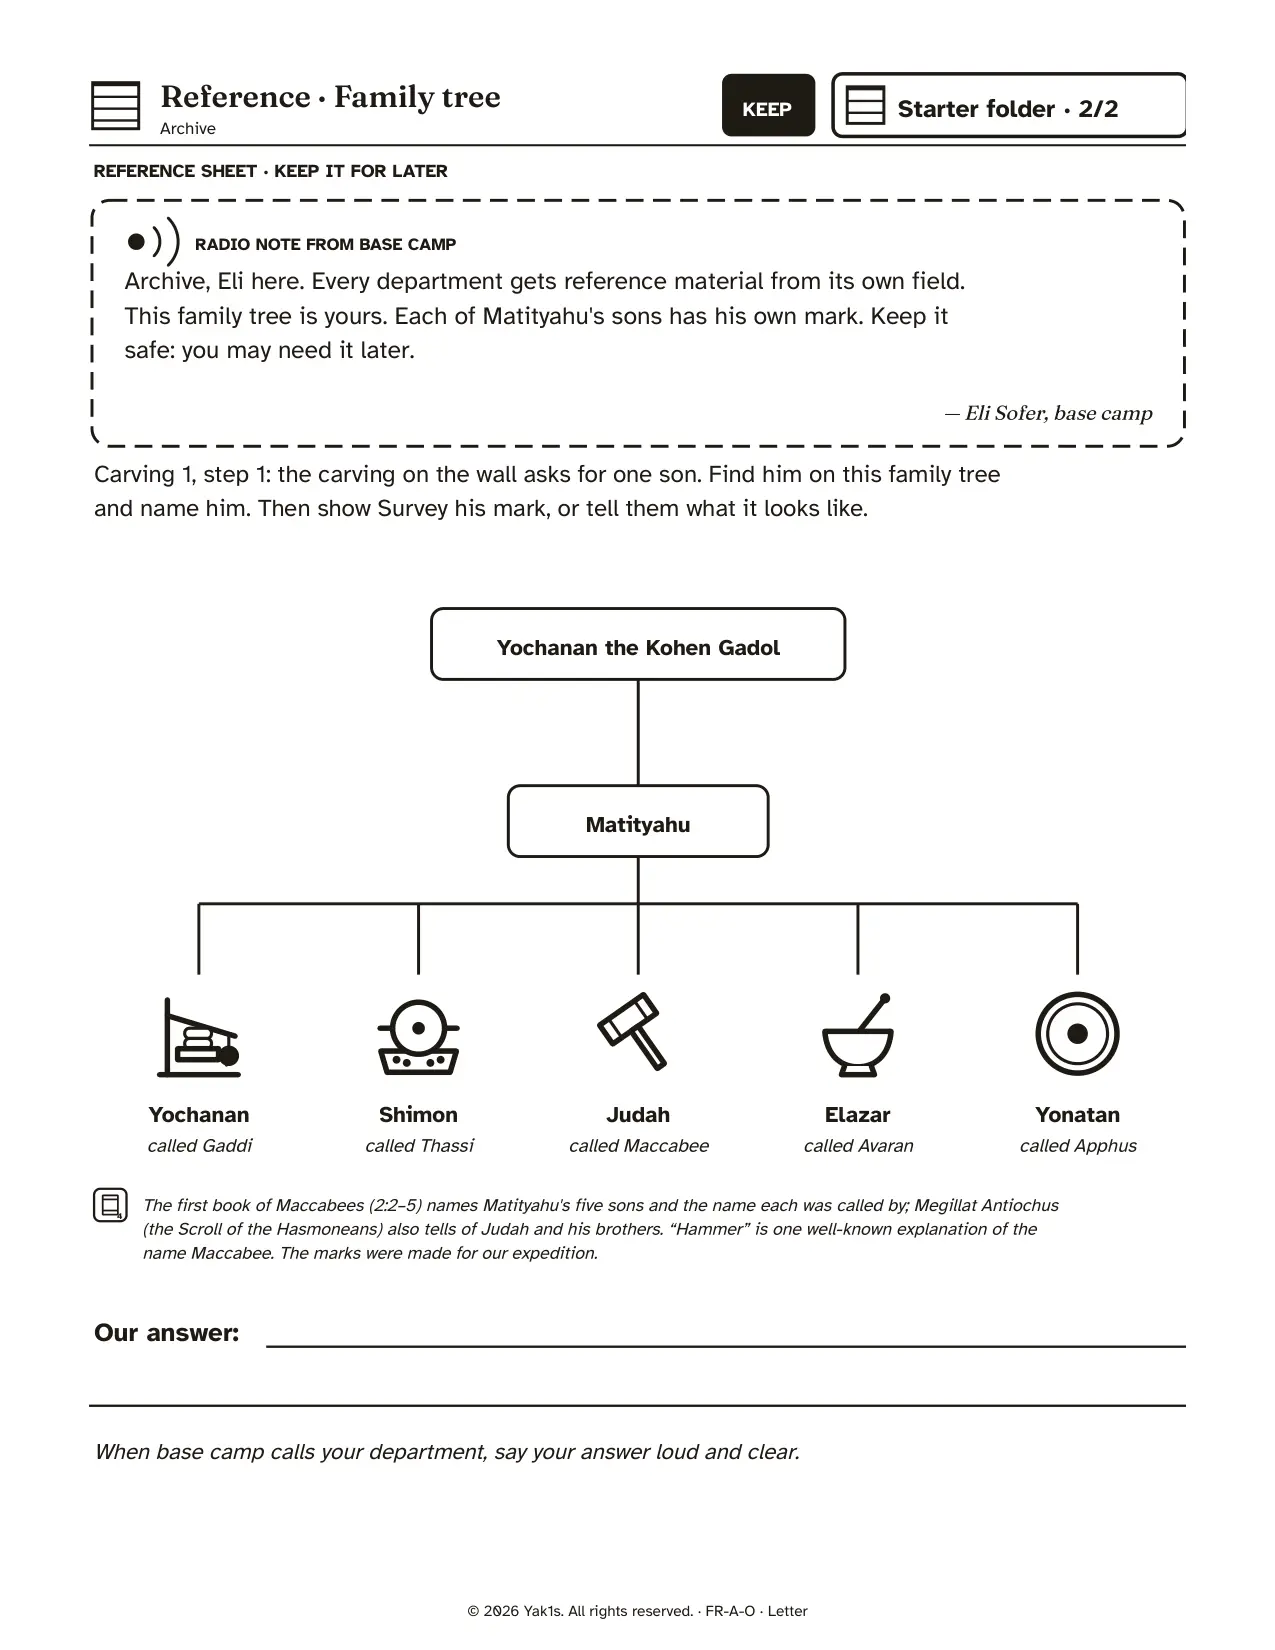 Reference · Family tree
Archive
KEEP
Starter folder · 2/2
REFERENCE SHEET · KEEP IT FOR LATER
RADIO NOTE FROM BASE CAMP
Archive, Eli here. Every department gets reference material from its own field.
This family tree is yours. Each of Matityahu's sons has his own mark. Keep it
safe: you may need it later.
— Eli Sofer, base camp
Carving 1, step 1: the carving on the wall asks for one son. Find him on this family tree
and name him. Then show Survey his mark, or tell them what it looks like.
Yochanan the Kohen Gadol
Matityahu
Yochanan
called Gaddi
Shimon
called Thassi
Judah
called Maccabee
Elazar
called Avaran
Yonatan
called Apphus
The first book of Maccabees (2:2–5) names Matityahu's five sons and the name each was called by; Megillat Antiochus
(the Scroll of the Hasmoneans) also tells of Judah and his brothers. “Hammer” is one well-known explanation of the
name Maccabee. The marks were made for our expedition.
Our answer:
When base camp calls your department, say your answer loud and clear.
© 2026 Yak1s. All rights reserved. · FR-A-O · Letter